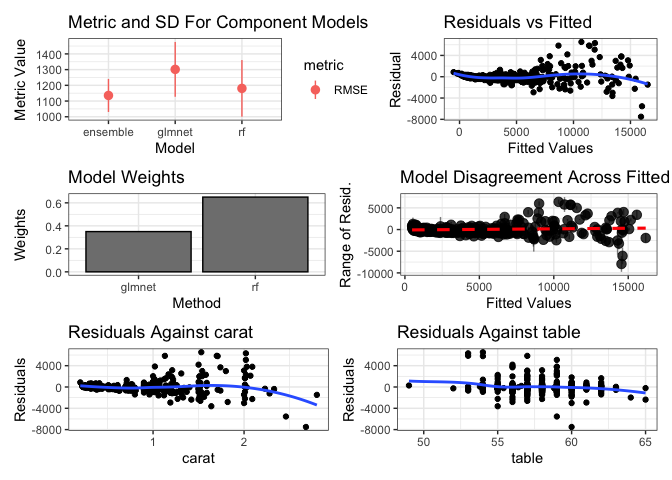 Metric and SD For Component Models
Metric Value
1400
1300
1200
1100
1000
ensemble glmnet rf
Model
metric
RMSE
Residuals vs Fitted
Residual
4000
0
-4000
-8000
0 5000 10000 15000
Fitted Values
Model Weights
Weights
0.6
0.4
0.2
0.0
glmnet rf
Method
Model Disagreement Across Fitted
Range of Resid.
5000
0
-5000
-10000
0 5000 10000 15000
Fitted Values
Residuals Against carat
Residuals
4000
0
-4000
-8000
1 2
carat
Residuals Against table
Residuals
4000
0
-4000
-8000
50 55 60 65
table